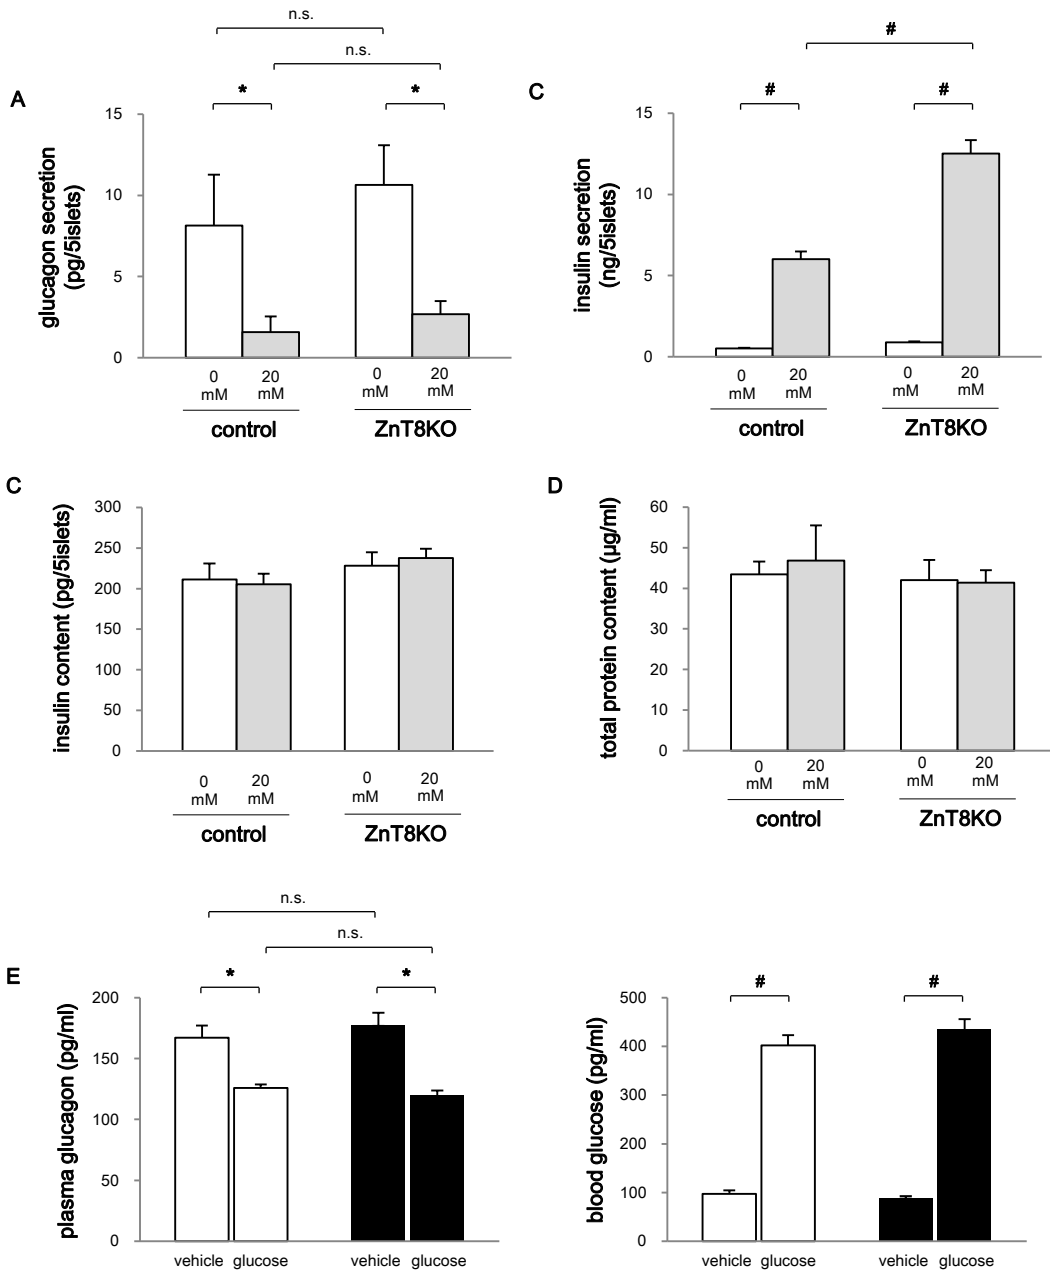 n.s.
n.s.
*
*
A
glucagon secretion
(pg/5islets)
15
10
5
0
0
mM
20
mM
0
mM
20
mM
control
ZnT8KO
#
#
#
C
insulin secretion
(ng/5islets)
15
10
5
0
0
mM
20
mM
0
mM
20
mM
control
ZnT8KO
C
insulin content (pg/5islets)
300
250
200
150
100
50
0
0
mM
20
mM
0
mM
20
mM
control
ZnT8KO
D
total protein content (µg/ml)
60
50
40
30
20
10
0
0
mM
20
mM
0
mM
20
mM
control
ZnT8KO
n.s.
n.s.
*
*
E
plasma glucagon (pg/ml)
200
150
100
50
0
vehicle glucose
vehicle glucose
#
#
blood glucose (pg/ml)
500
400
300
200
100
0
vehicle glucose
vehicle glucose